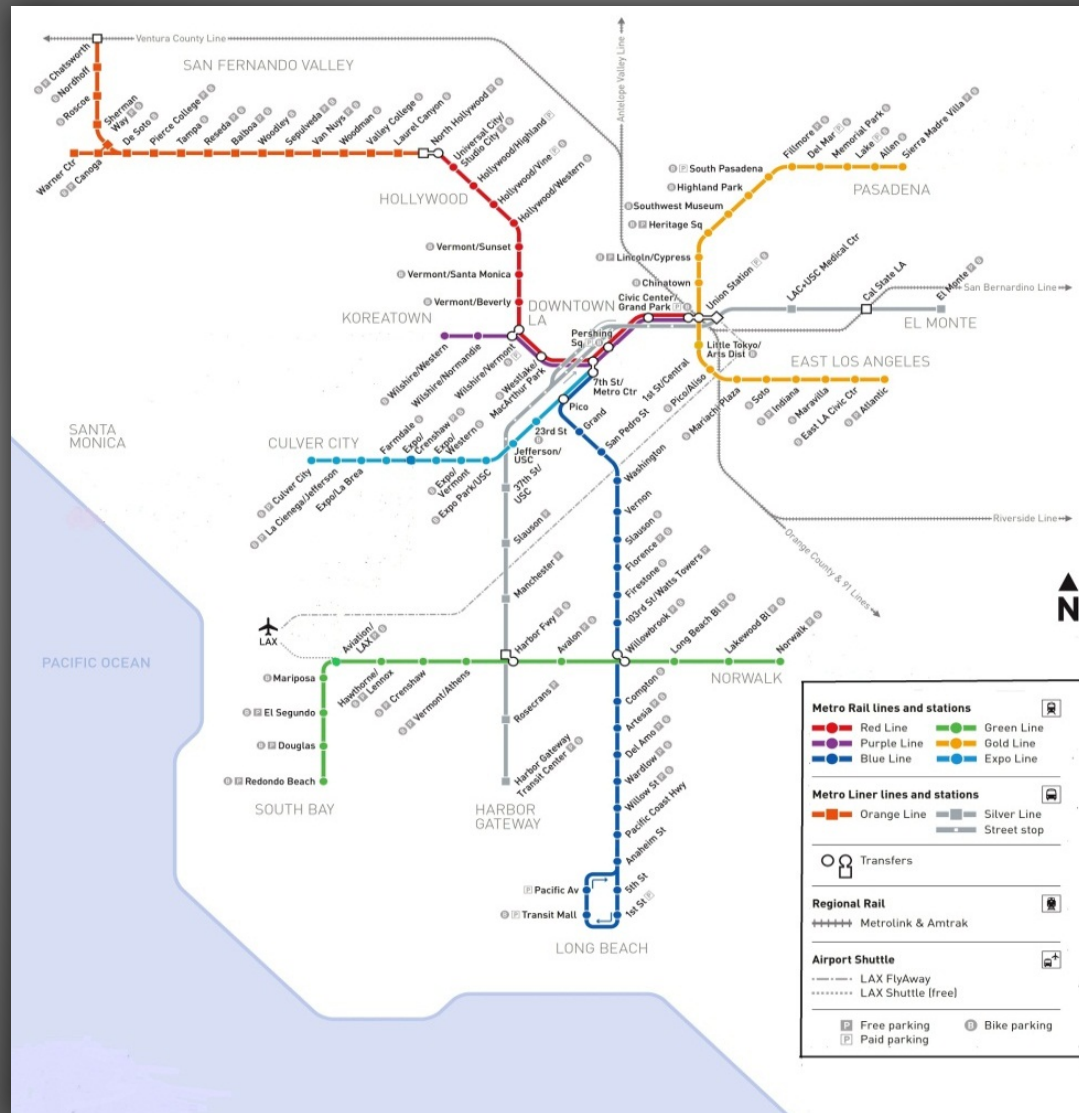 Ventura County Line
SAN FERNANDO VALLEY
Chatsworth
Nordhoff
Roscoe
Sherman
Way
Warner Ctr
Canoga
De Soto
Pierce College
Tampa
Reseda
Balboa
Woodley
Sepulveda
Van Nuys
Woodman
Valley College
Laurel Canyon
North Hollywood
Universal City/
Studio City
Hollywood/Highland
Hollywood/Vine
Hollywood/Western
HOLLYWOOD
Antelope Valley Line
Vermont/Sunset
Vermont/Santa Monica
Vermont/Beverly
KOREATOWN
Wilshire/Western
Wilshire/Normandie
Wilshire/Vermont
Westlake/
MacArthur Park
DOWNTOWN
LA
Civic Center/
Grand Park
Pershing
Sq
7th St/
Metro Ctr
Union Station
Fillmore
Del Mar
Memorial Park
Lake
Allen
Sierra Madre Villa
South Pasadena
PASADENA
Highland Park
Southwest Museum
Heritage Sq
Lincoln/Cypress
Chinatown
LAC+USC Medical Ctr
Cal State LA
El Monte
San Bernardino Line
EL MONTE
Little Tokyo/
Arts Dist
EAST LOS ANGELES
1st St/Central
Pico/Aliso
Mariachi Plaza
Soto
Indiana
Maravilla
East LA Civic Ctr
Atlantic
SANTA
MONICA
CULVER CITY
Culver City
La Cienega/Jefferson
Expo/La Brea
Farmdale
Expo/
Crenshaw
Expo/
Western
Expo/
Vermont
Expo Park/USC
Jefferson/
USC
23rd St
Pico
Grand
San Pedro St
Washington
Vernon
Slauson
Florence
Firestone
103rd St/Watts Towers
Willowbrook
37th St/
USC
Slauson
Manchester
Harbor Fwy
Riverside Line
Orange County & 91 Lines
N
LAX
PACIFIC OCEAN
Aviation/
LAX
Hawthorne/
Lennox
Crenshaw
Vermont/Athens
Avalon
Long Beach Bl
Lakewood Bl
Norwalk
NORWALK
Mariposa
El Segundo
Douglas
Redondo Beach
SOUTH BAY
Rosecrans
Harbor Gateway
Transit Center
HARBOR
GATEWAY
Compton
Artesia
Del Amo
Wardlow
Willow St
Pacific Coast Hwy
Anaheim St
5th St
1st St
Pacific Av
Transit Mall
LONG BEACH
Metro Rail lines and stations
Red Line
Green Line
Purple Line
Gold Line
Blue Line
Expo Line
Metro Liner lines and stations
Orange Line
Silver Line
Street stop
Transfers
Regional Rail
Metrolink & Amtrak
Airport Shuttle
LAX FlyAway
LAX Shuttle (free)
P Free parking
B Bike parking
P Paid parking